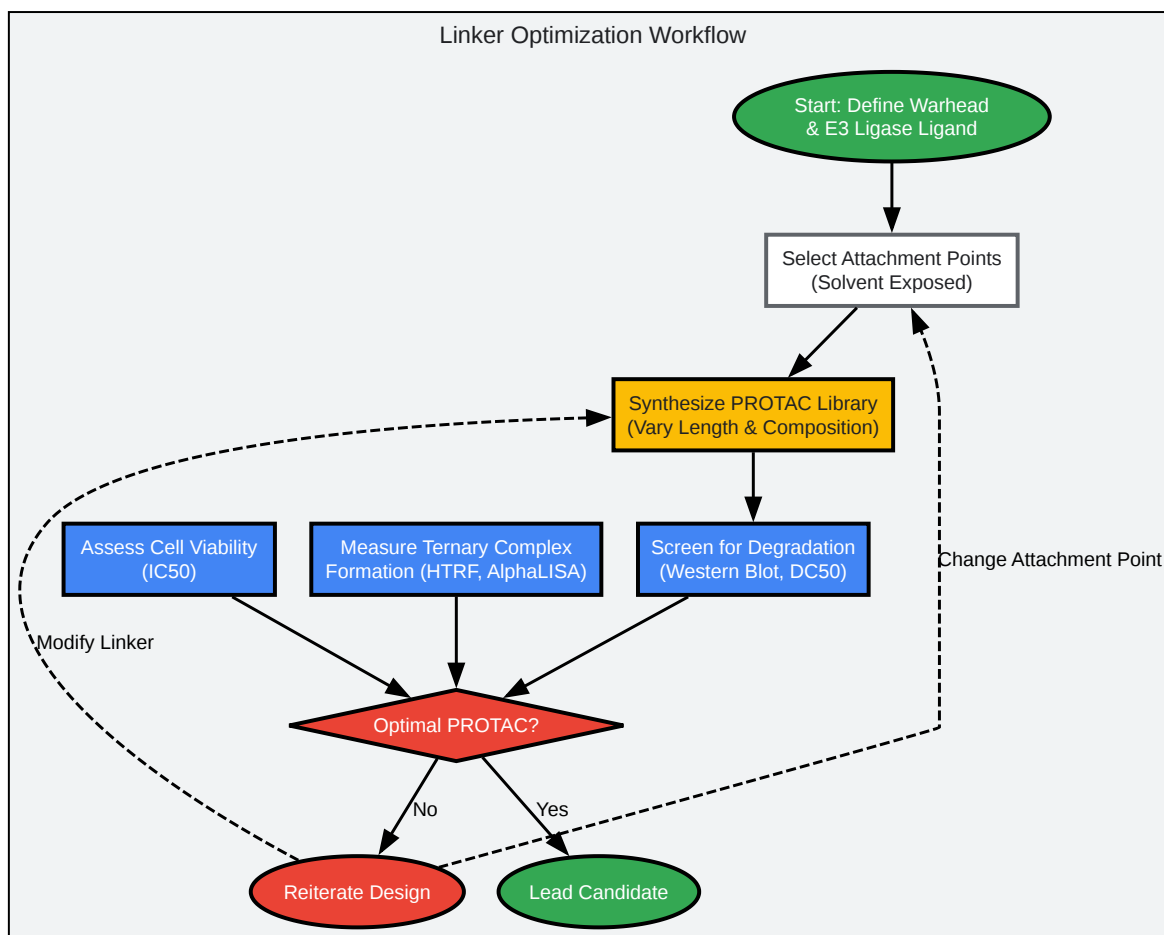 Linker Optimization Workflow
Start: Define Warhead
& E3 Ligase Ligand
Select Attachment Points
(Solvent Exposed)
Synthesize PROTAC Library
(Vary Length & Composition)
Assess Cell Viability
(IC50)
Measure Ternary Complex
Formation (HTRF, AlphaLISA)
Screen for Degradation
(Western Blot, DC50)
Change Attachment Point
Modify Linker
Optimal PROTAC?
No
Yes
Reiterate Design
Lead Candidate